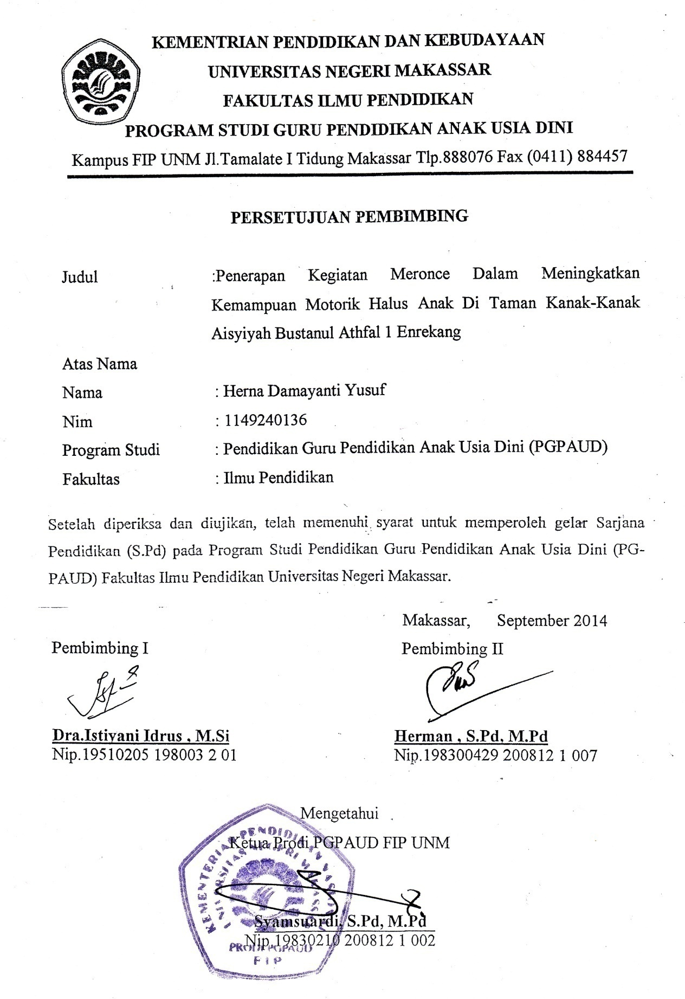 KEMENTRIAN PENDIDIKAN DAN KEBUDAYAAN
UNIVERSITAS NEGERI MAKASSAR
FAKULTAS ILMU PENDIDIKAN
PROGRAM STUDI GURU PENDIDIKAN ANAK USIA DINI
Kampus FIP UNM Jl.Tamalate I Tidung Makassar Tlp.888076 Fax (0411) 884457
PERSETUJUAN PEMBIMBING
Judul :Penerapan Kegiatan Meronce Dalam Meningkatkan
Kemampuan Motorik Halus Anak Di Taman Kanak-Kanak
Aisyiyah Bustanul Athfal 1 Enrekang
Atas Nama
Nama : Herna Damayanti Yusuf
Nim : 1149240136
Program Studi : Pendidikan Guru Pendidikan Anak Usia Dini (PGPAUD)
Fakultas : Ilmu Pendidikan
Setelah diperiksa dan diujikan, telah memenuhi syarat untuk memperoleh gelar Sarjana
Pendidikan (S.Pd) pada Program Studi Pendidikan Guru Pendidikan Anak Usia Dini (PG-
PAUD) Fakultas Ilmu Pendidikan Universitas Negeri Makassar.
Makassar, September 2014
Pembimbing I Pembimbing II
Dra.Istiyani Idrus , M.Si Herman , S.Pd, M.Pd
Nip.19510205 198003 2 01 Nip.198300429 200812 1 007
Mengetahui
Ketua Prodi PGPAUD FIP UNM
Syamsuardi, S.Pd, M.Pd
Nip.19830210 200812 1 002
PRODI PGPAUD
FIP